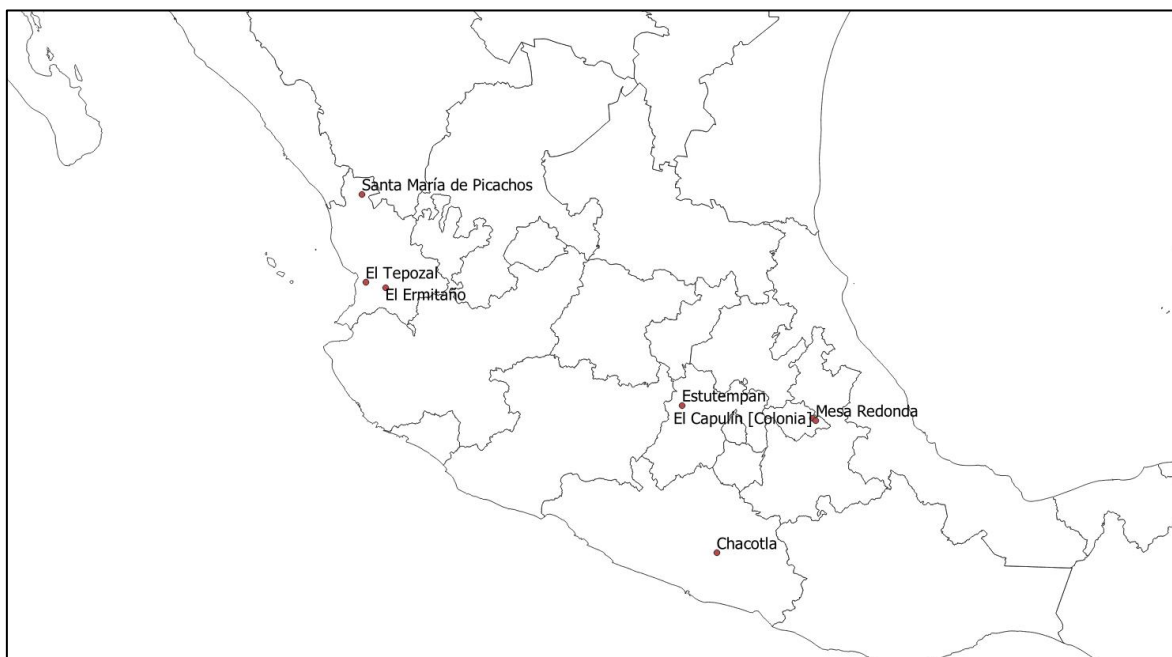 Santa María de Picachos
El Tepozal
El Ermitaño
Estutempan
El Capulín [Colonia]
Mesa Redonda
Chacotla